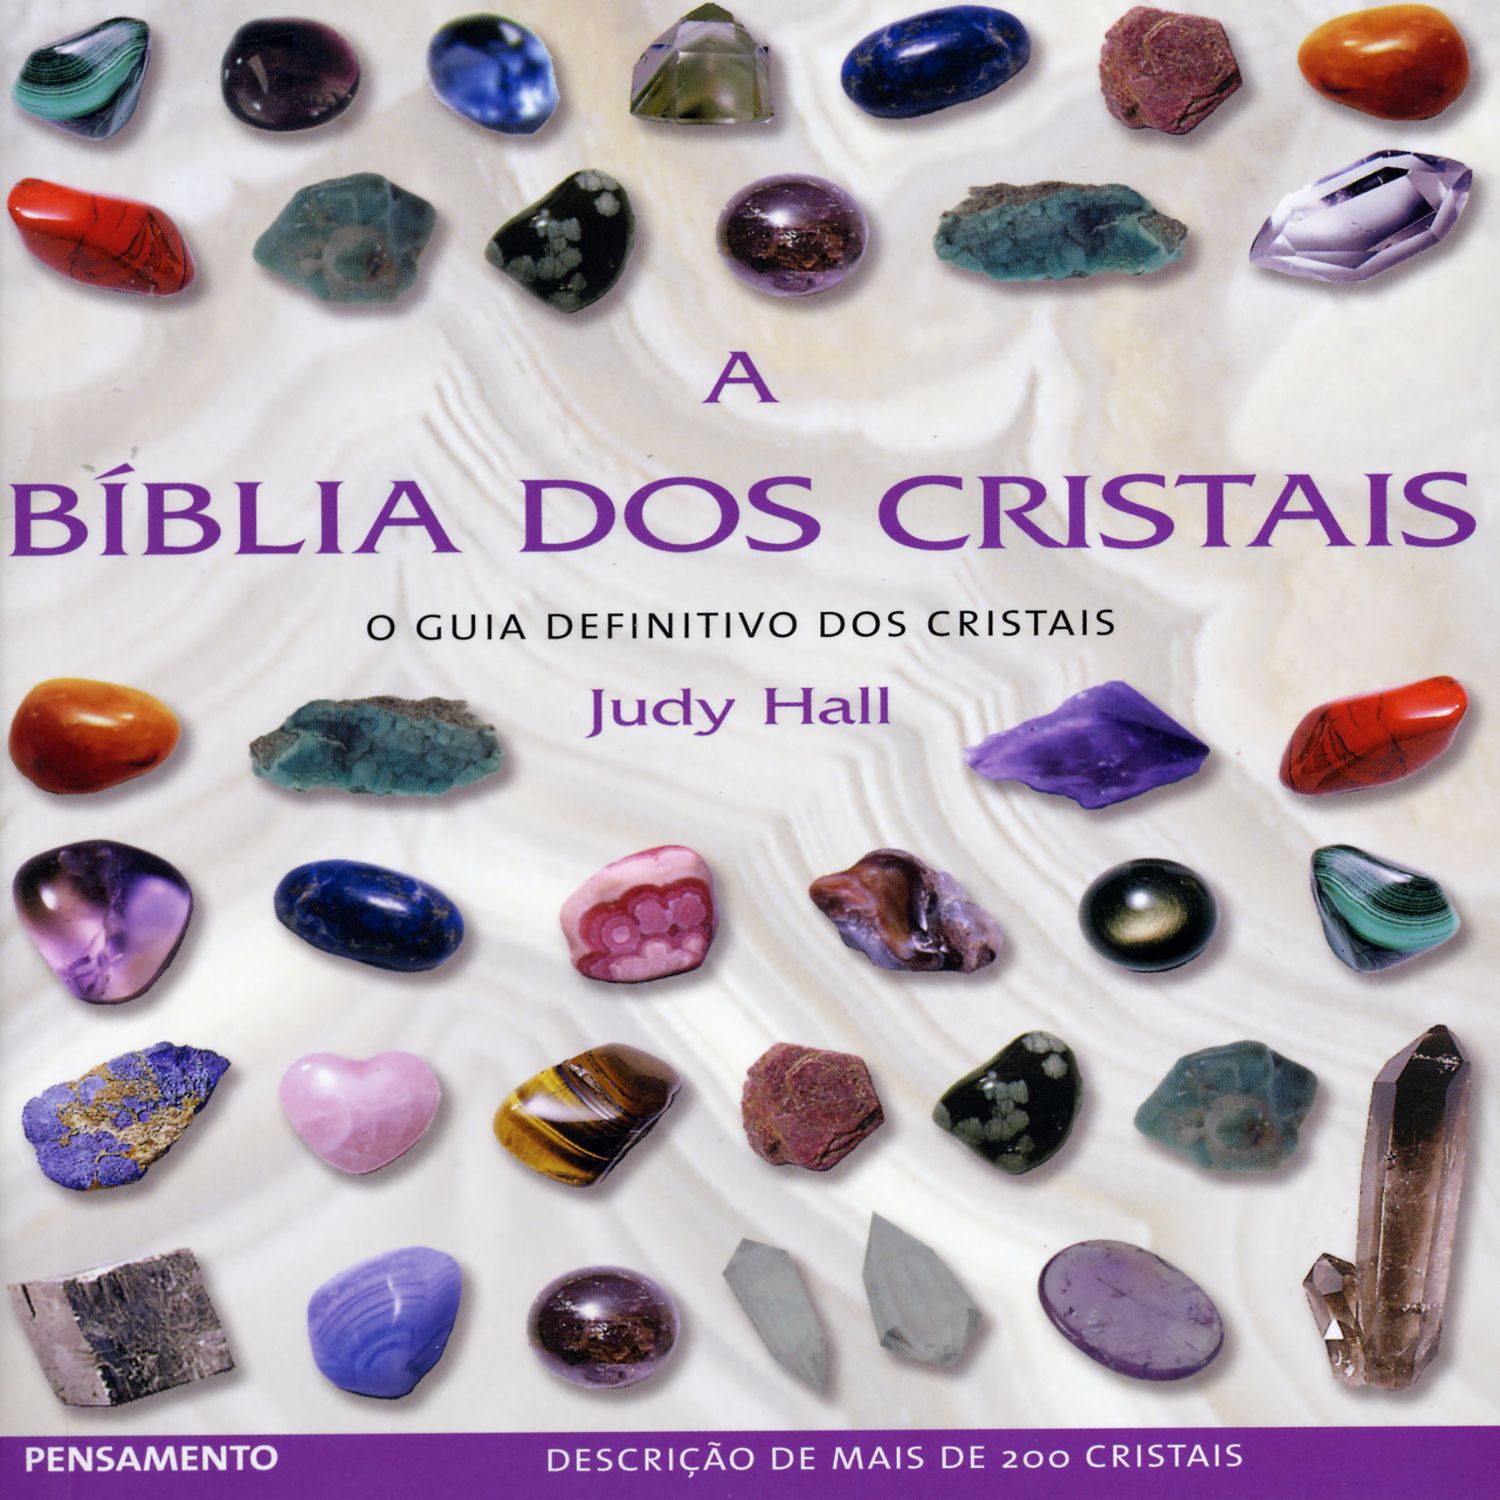 A
BÍBLIA DOS CRISTAIS
O GUIA DEFINITIVO DOS CRISTAIS
Judy Hall
PENSAMENTO
DESCRIÇÃO DE MAIS DE 200 CRISTAIS